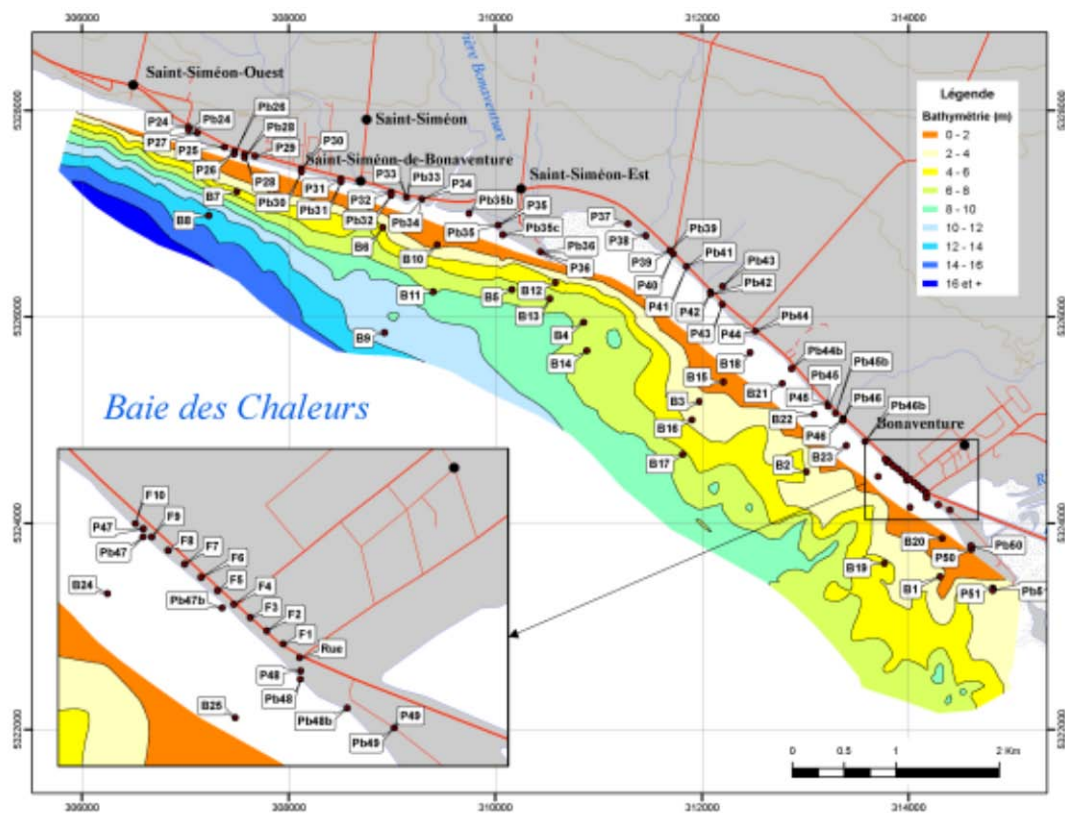 306000 308000 310000 312000 314000
Saint-Siméon-Ouest
Saint-Siméon
Saint-Siméon-de-Bonaventure
Saint-Siméon-Est
Bonaventure
Baie des Chaleurs
Légende
Bathymétrie (m)
0 - 2
2 - 4
4 - 6
6 - 8
8 - 10
10 - 12
12 - 14
14 - 16
16 et +
P24
Pb24
Pb26
P27
P25
Pb28
P26
P29
P28
P30
Pb30
P31
Pb31
P32
Pb32
P33
Pb33
P34
Pb34
Pb35b
P35
Pb35
Pb35c
Pb36
P36
P37
P38
Pb39
P39
P40
Pb41
P41
Pb43
Pb42
P42
P43
P44
Pb44
Pb44b
Pb45
Pb45b
P45
Pb46
P46
Pb46b
B7
B8
B6
B10
B11
B5
B12
B13
B9
B4
B14
B18
B15
B21
B3
B22
B16
B17
B2
B23
B19
B20
P50
Pb50
B1
P51
F10
P47
F9
Pb47
F8
F7
F6
F5
B24
Pb47b
F4
F3
F2
F1
Rue
P48
Pb48
Pb48b
P49
Pb49
B25
0 0.5 1 2 Km
306000 308000 310000 312000 314000